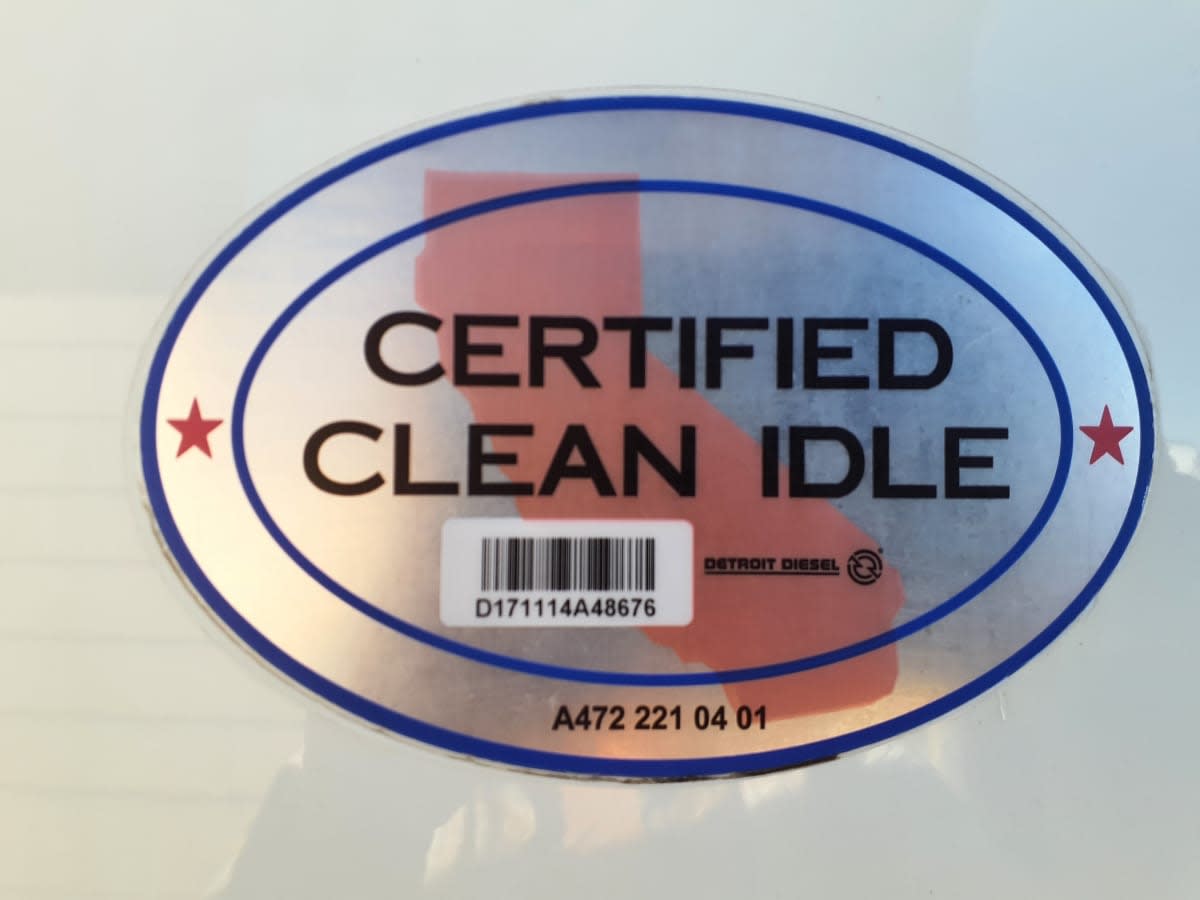 CERTIFIED
CLEAN IDLE
DETROIT DIESEL
D171114A48676
A472 221 04 01